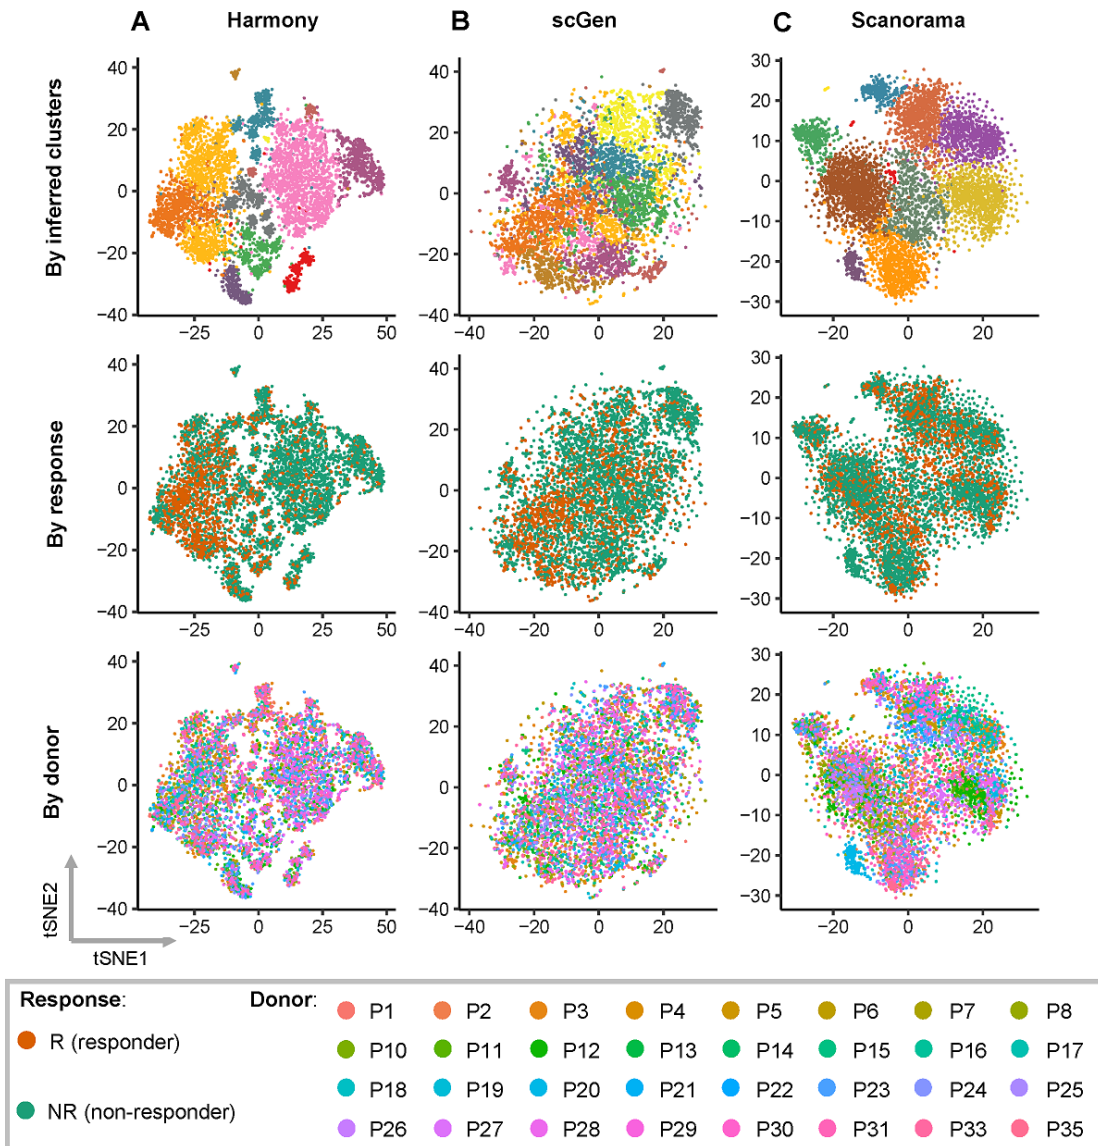 A Harmony B scGen C Scanorama
By inferred clusters
40
20
0
−20
−40
−25 0 25 50
40
20
0
−20
−40
−40 −20 0 20
30
20
10
0
−10
−20
−30
−20 0 20
By response
40
20
0
−20
−40
−25 0 25 50
40
20
0
−20
−40
−40 −20 0 20
30
20
10
0
−10
−20
−30
−20 0 20
By donor
40
20
0
−20
−40
−25 0 25 50
40
20
0
−20
−40
−40 −20 0 20
30
20
10
0
−10
−20
−30
−20 0 20
tSNE2
tSNE1
Response:
R (responder)
NR (non-responder)
Donor:
P1 P2 P3 P4 P5 P6 P7 P8
P10 P11 P12 P13 P14 P15 P16 P17
P18 P19 P20 P21 P22 P23 P24 P25
P26 P27 P28 P29 P30 P31 P33 P35